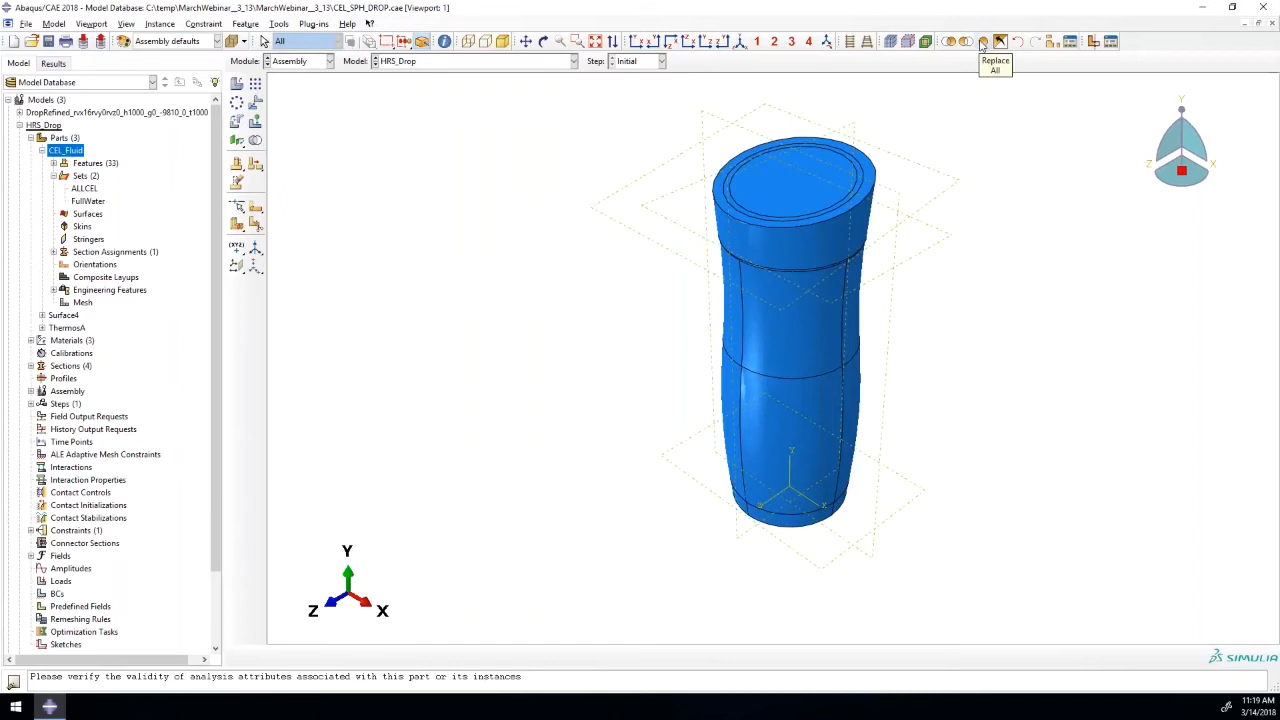 Abaqus/CAE 2018 - Model Database: C:\temp\MarchWebinar__3_13\MarchWebinar__3_13\CEL_SPH_DROP.cae [Viewport: 1]
File Model Viewport View Instance Constraint Feature Tools Plug-ins Help
Assembly defaults All 1 2 3 4
Replace All
Model Results
Module: Assembly Model: HRS_Drop Step: Initial
Model Database
Models (3)
DropRefined_rvx16rvy0rvz0_h1000_g0_-9810_0_t1000
HRS_Drop
Parts (3)
CEL_Fluid
Features (33)
Sets (2)
ALLCEL
FullWater
Surfaces
Skins
Stringers
Section Assignments (1)
Orientations
Composite Layups
Engineering Features
Mesh
Surface4
ThermosA
Materials (3)
Calibrations
Sections (4)
Profiles
Assembly
Steps (1)
Field Output Requests
History Output Requests
Time Points
ALE Adaptive Mesh Constraints
Interactions
Interaction Properties
Contact Controls
Contact Initializations
Contact Stabilizations
Constraints (1)
Connector Sections
Fields
Amplitudes
Loads
BCs
Predefined Fields
Remeshing Rules
Optimization Tasks
Sketches
Y
Z X
Y
X
Y
Z X
SIMULIA
Please verify the validity of analysis attributes associated with this part or its instances
11:19 AM
3/14/2018